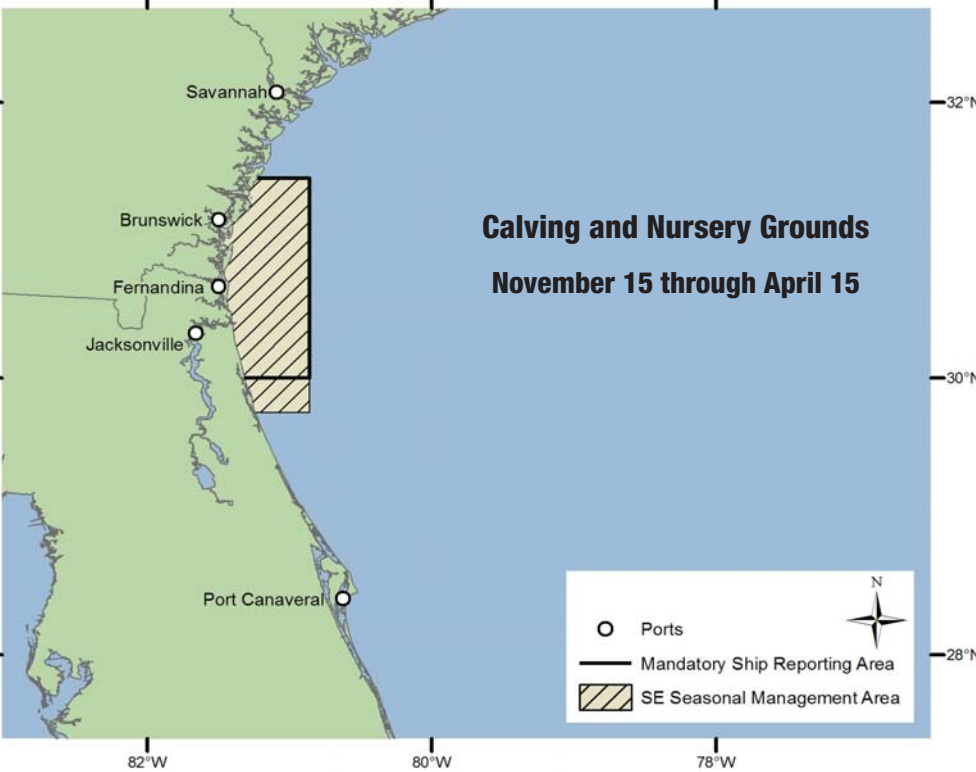 Savannah
32°N
Brunswick
Calving and Nursery Grounds
November 15 through April 15
Fernandina
Jacksonville
30°N
Port Canaveral
N
Ports
Mandatory Ship Reporting Area
SE Seasonal Management Area
28°N
82°W
80°W
78°W